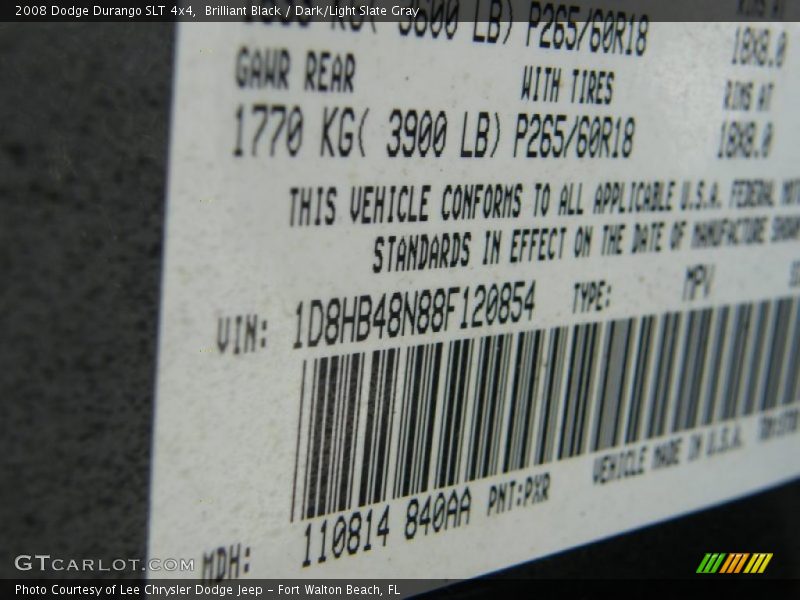 2008 Dodge Durango SLT 4x4, Brilliant Black / Dark/Light Slate Gray
LB) P265/60R18 18X8.0
GAWR REAR WITH TIRES RIMS AT
1770 KG( 3900 LB) P265/60R18 18X8.0
THIS VEHICLE CONFORMS TO ALL APPLICABLE U.S.A. FEDERAL
STANDARDS IN EFFECT ON THE DATE OF MANUFACTURE
VIN: 1D8HB48N88F120854 TYPE: MPV
VEHICLE MADE IN U.S.A.
MDH: 110814 840AA PNT:PXR
GTCARLOT.COM
Photo Courtesy of Lee Chrysler Dodge Jeep - Fort Walton Beach, FL